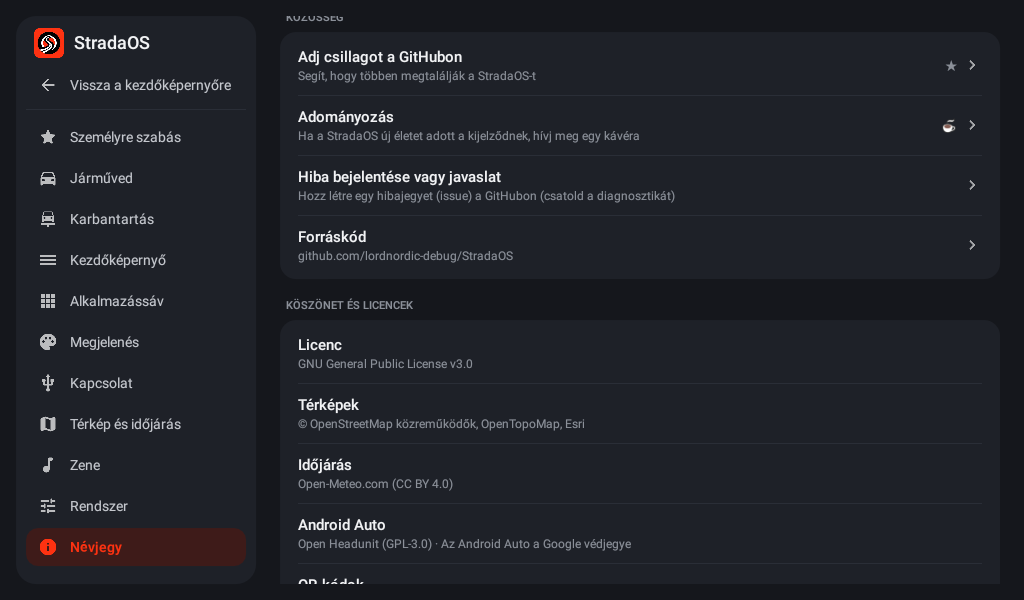 StradaOS
Vissza a kezdőképernyőre
Személyre szabás
Járműved
Karbantartás
Kezdőképernyő
Alkalmazássáv
Megjelenés
Kapcsolat
Térkép és időjárás
Zene
Rendszer
Névjegy
KÖZÖSSÉG
Adj csillagot a GitHubon
Segít, hogy többen megtalálják a StradaOS-t
Adományozás
Ha a StradaOS új életet adott a kijelződnek, hívj meg egy kávéra
Hiba bejelentése vagy javaslat
Hozz létre egy hibajegyet (issue) a GitHubon (csatold a diagnosztikát)
Forráskód
github.com/lordnordic-debug/StradaOS
KÖSZÖNET ÉS LICENCEK
Licenc
GNU General Public License v3.0
Térképek
© OpenStreetMap közreműködők, OpenTopoMap, Esri
Időjárás
Open-Meteo.com (CC BY 4.0)
Android Auto
Open Headunit (GPL-3.0) · Az Android Auto a Google védjegye
QR-kódok